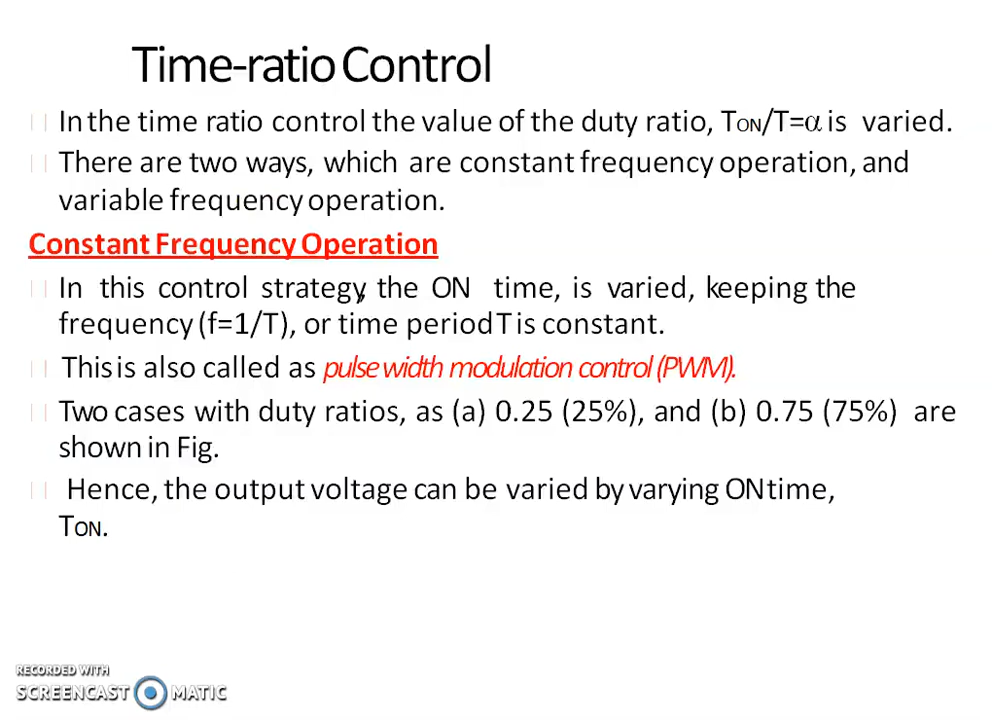 Time-ratio Control
In the time ratio control the value of the duty ratio, TON/T=α is varied.
There are two ways, which are constant frequency operation, and
variable frequency operation.
Constant Frequency Operation
In this control strategy, the ON time, is varied, keeping the
frequency (f=1/T), or time period T is constant.
This is also called as pulse width modulation control (PWM).
Two cases with duty ratios, as (a) 0.25 (25%), and (b) 0.75 (75%) are
shown in Fig.
Hence, the output voltage can be varied by varying ON time,
TON.
RECORDED WITH
SCREENCAST MATIC